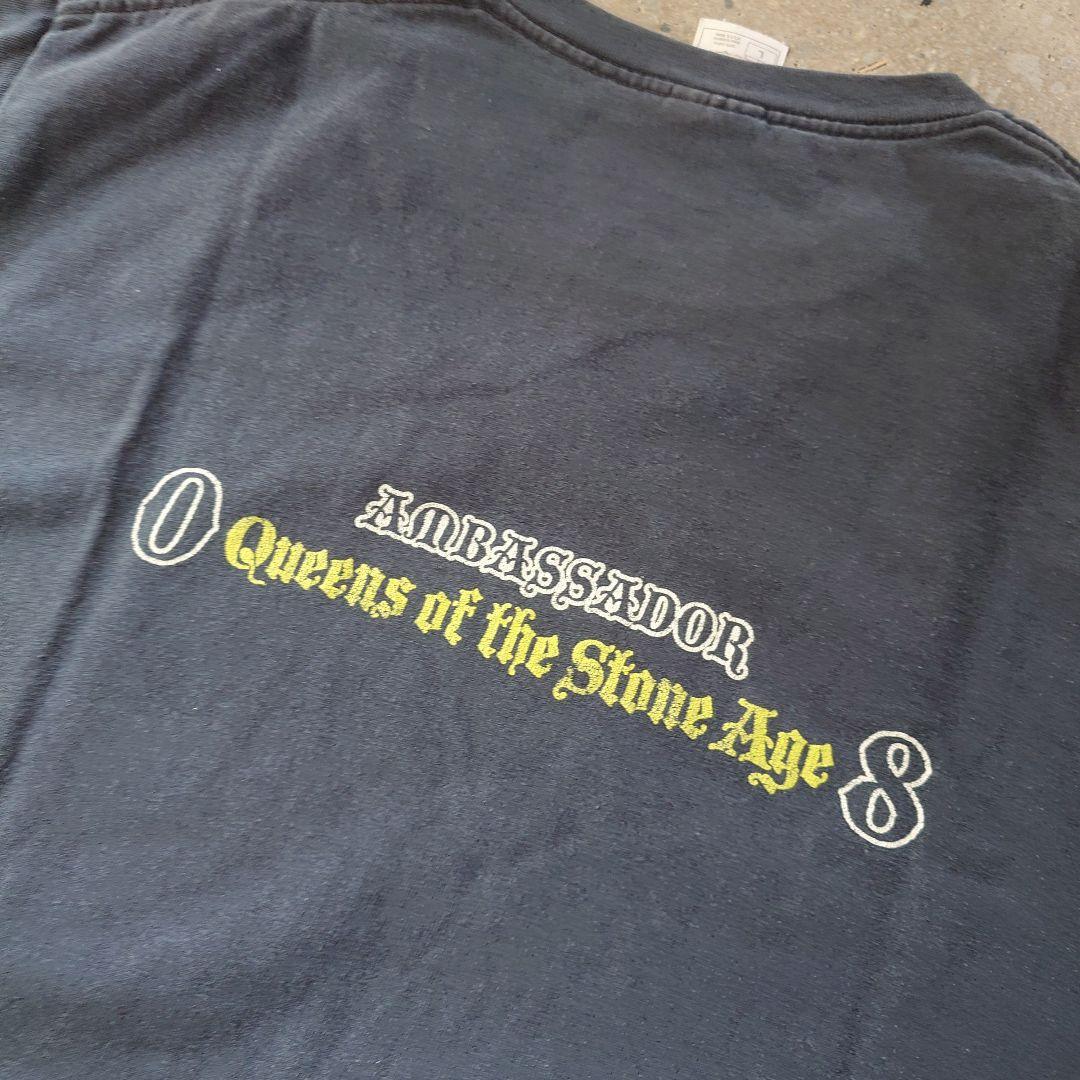 AMBASSADOR
0 Queens of the Stone Age 8
L